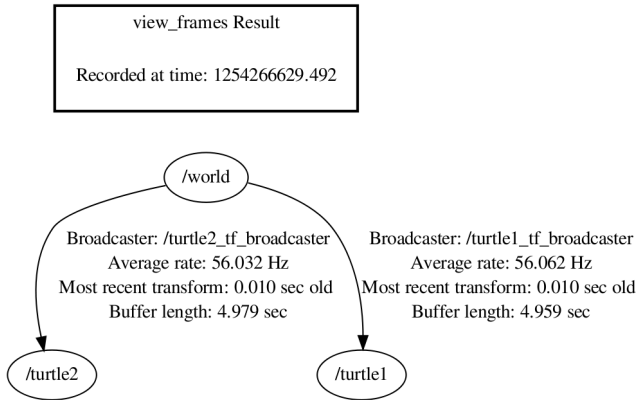 view_frames Result
Recorded at time: 1254266629.492
/world
Broadcaster: /turtle2_tf_broadcaster
Average rate: 56.032 Hz
Most recent transform: 0.010 sec old
Buffer length: 4.979 sec
Broadcaster: /turtle1_tf_broadcaster
Average rate: 56.062 Hz
Most recent transform: 0.010 sec old
Buffer length: 4.959 sec
/turtle2
/turtle1